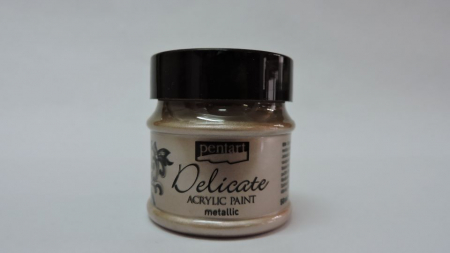 pentart
Delicate
ACRYLIC PAINT
metallic